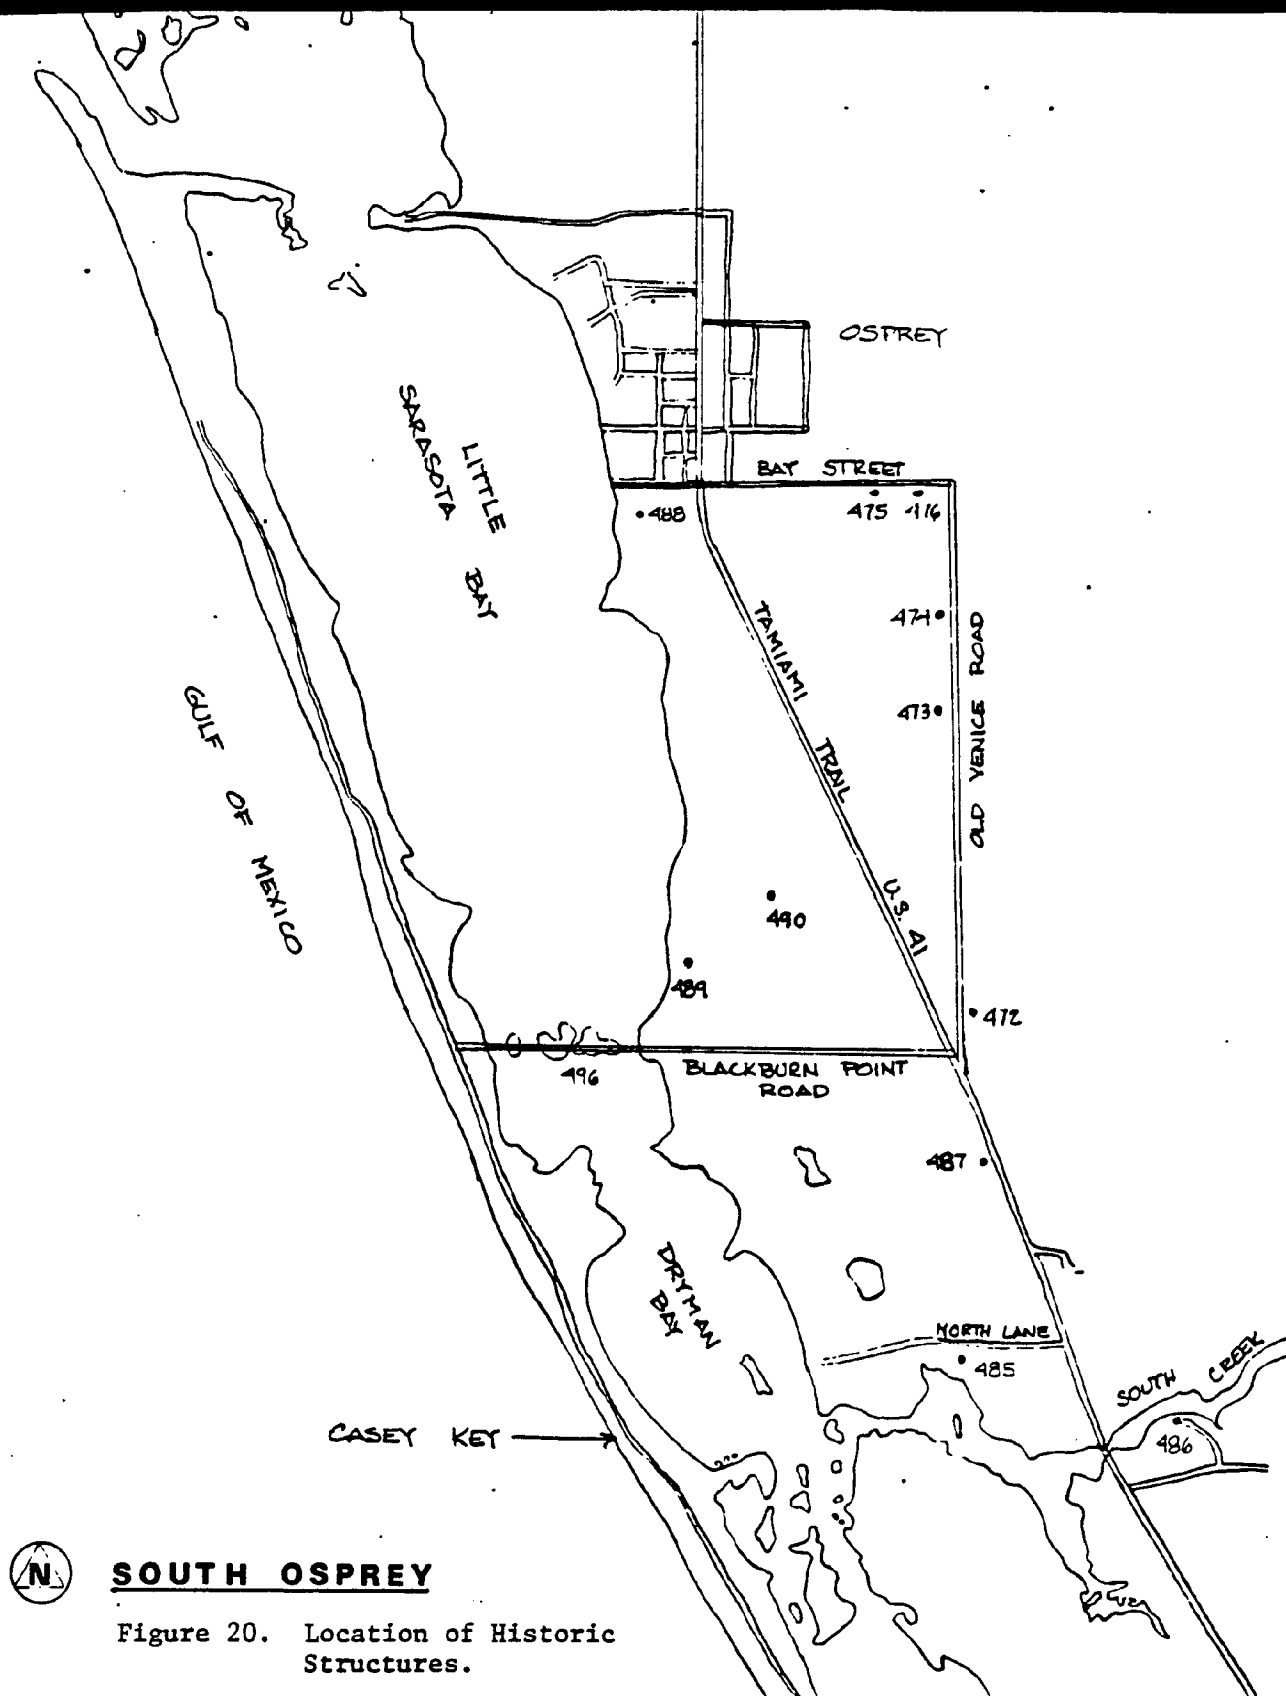 OSPREY
BAY STREET
475
416
488
LITTLE
SARASOTA
BAY
474
TAMIAMI
TRAIL
U.S. 41
473
OLD VENICE ROAD
GULF
OF
MEXICO
490
489
472
496
BLACKBURN POINT
ROAD
487
DRYMAN
BAY
NORTH LANE
485
SOUTH CREEK
486
CASEY KEY
N
SOUTH OSPREY
Figure 20. Location of Historic
Structures.